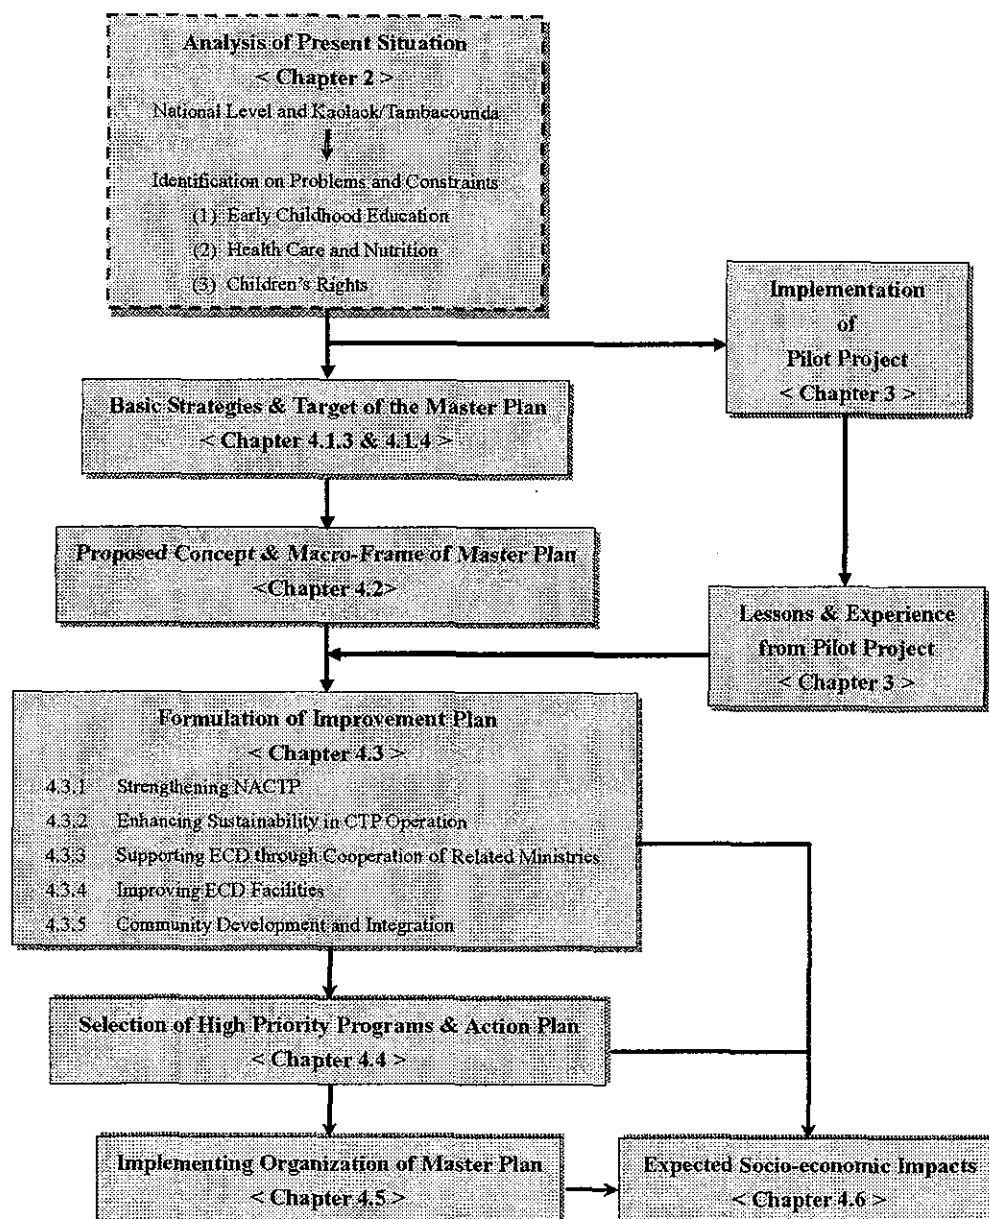 Analysis of Present Situation
< Chapter 2 >
National Level and Kaolack/Tambacounda
Identification on Problems and Constraints
(1) Early Childhood Education
(2) Health Care and Nutrition
(3) Children's Rights
Implementation
of
Pilot Project
< Chapter 3 >
Basic Strategies & Target of the Master Plan
< Chapter 4.1.3 & 4.1.4 >
Proposed Concept & Macro-Frame of Master Plan
<Chapter 4.2>
Lessons & Experience
from Pilot Project
< Chapter 3 >
Formulation of Improvement Plan
< Chapter 4.3 >
4.3.1 Strengthening NACTP
4.3.2 Enhancing Sustainability in CTP Operation
4.3.3 Supporting ECD through Cooperation of Related Ministries
4.3.4 Improving ECD Facilities
4.3.5 Community Development and Integration
Selection of High Priority Programs & Action Plan
< Chapter 4.4 >
Implementing Organization of Master Plan
< Chapter 4.5 >
Expected Socio-economic Impacts
< Chapter 4.6 >